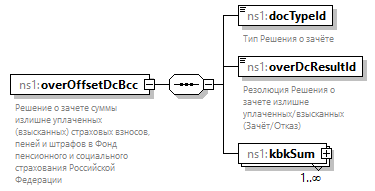 ns1:docTypeId
Тип Решения о зачёте
ns1:overOffsetDcBcc
Решение о зачете суммы
излишне уплаченных
(взысканных) страховых взносов,
пеней и штрафов в Фонд
пенсионного и социального
страхования Российской
Федерации
ns1:overDcResultId
Резолюция Решения о
зачете излишне
уплаченных/взысканных
(Зачёт/Отказ)
ns1:kbkSum
1..∞